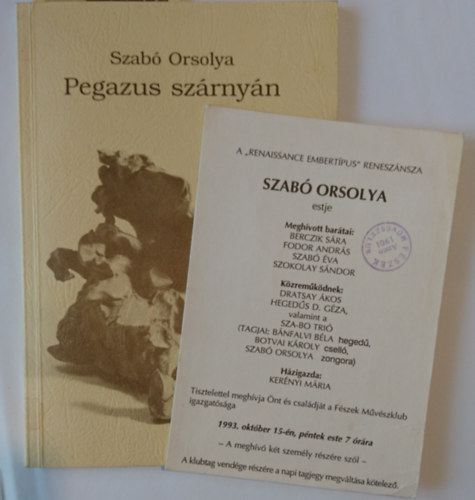 Szabó Orsolya
Pegazus szárnyán
A „RENAISSANCE EMBERTÍPUS" RENESZÁNSZA
SZABÓ ORSOLYA
estje
Meghívott barátai:
BERCZIK SÁRA
FODOR ANDRÁS
SZABÓ ÉVA
SZOKOLAY SÁNDOR
Közreműködnek:
DRATSAY ÁKOS
HEGEDŰS D. GÉZA,
valamint a
SZA-BO TRIÓ
(TAGJAI: BÁNFALVI BÉLA hegedű,
BOTVAI KÁROLY cselló,
SZABÓ ORSOLYA zongora)
Házigazda:
KERÉNYI MÁRIA
Tisztelettel meghívja Önt és családját a Fészek Művészklub
igazgatósága
1993. október 15-én, péntek este 7 órára
– A meghívó két személy részére szól –
A klubtag vendége részére a napi tagjegy megváltása kötelező.